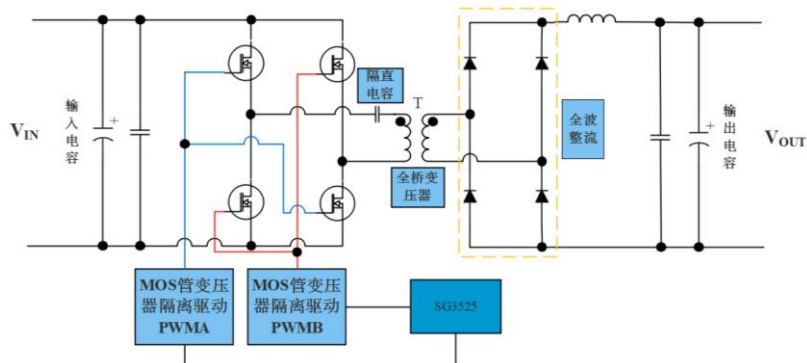 V_IN
输
入
电
容
+
隔直
电容
T
全桥变
压器
全波
整流
+
输
出
电
容
V_OUT
MOS管变压
器隔离驱动
PWMA
MOS管变压
器隔离驱动
PWMB
SG3525